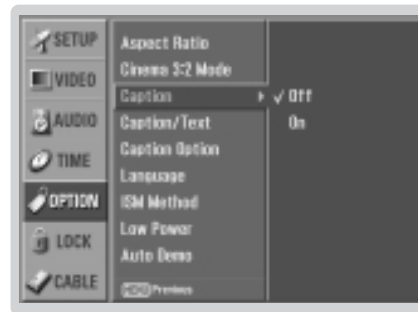 SETUP
VIDEO
AUDIO
TIME
OPTION
LOCK
CABLE
Aspect Ratio
Cinema 3:2 Mode
Caption
Caption/Text
Caption Option
Language
ISM Method
Low Power
Auto Demo
MENU Previous
✓ Off
On